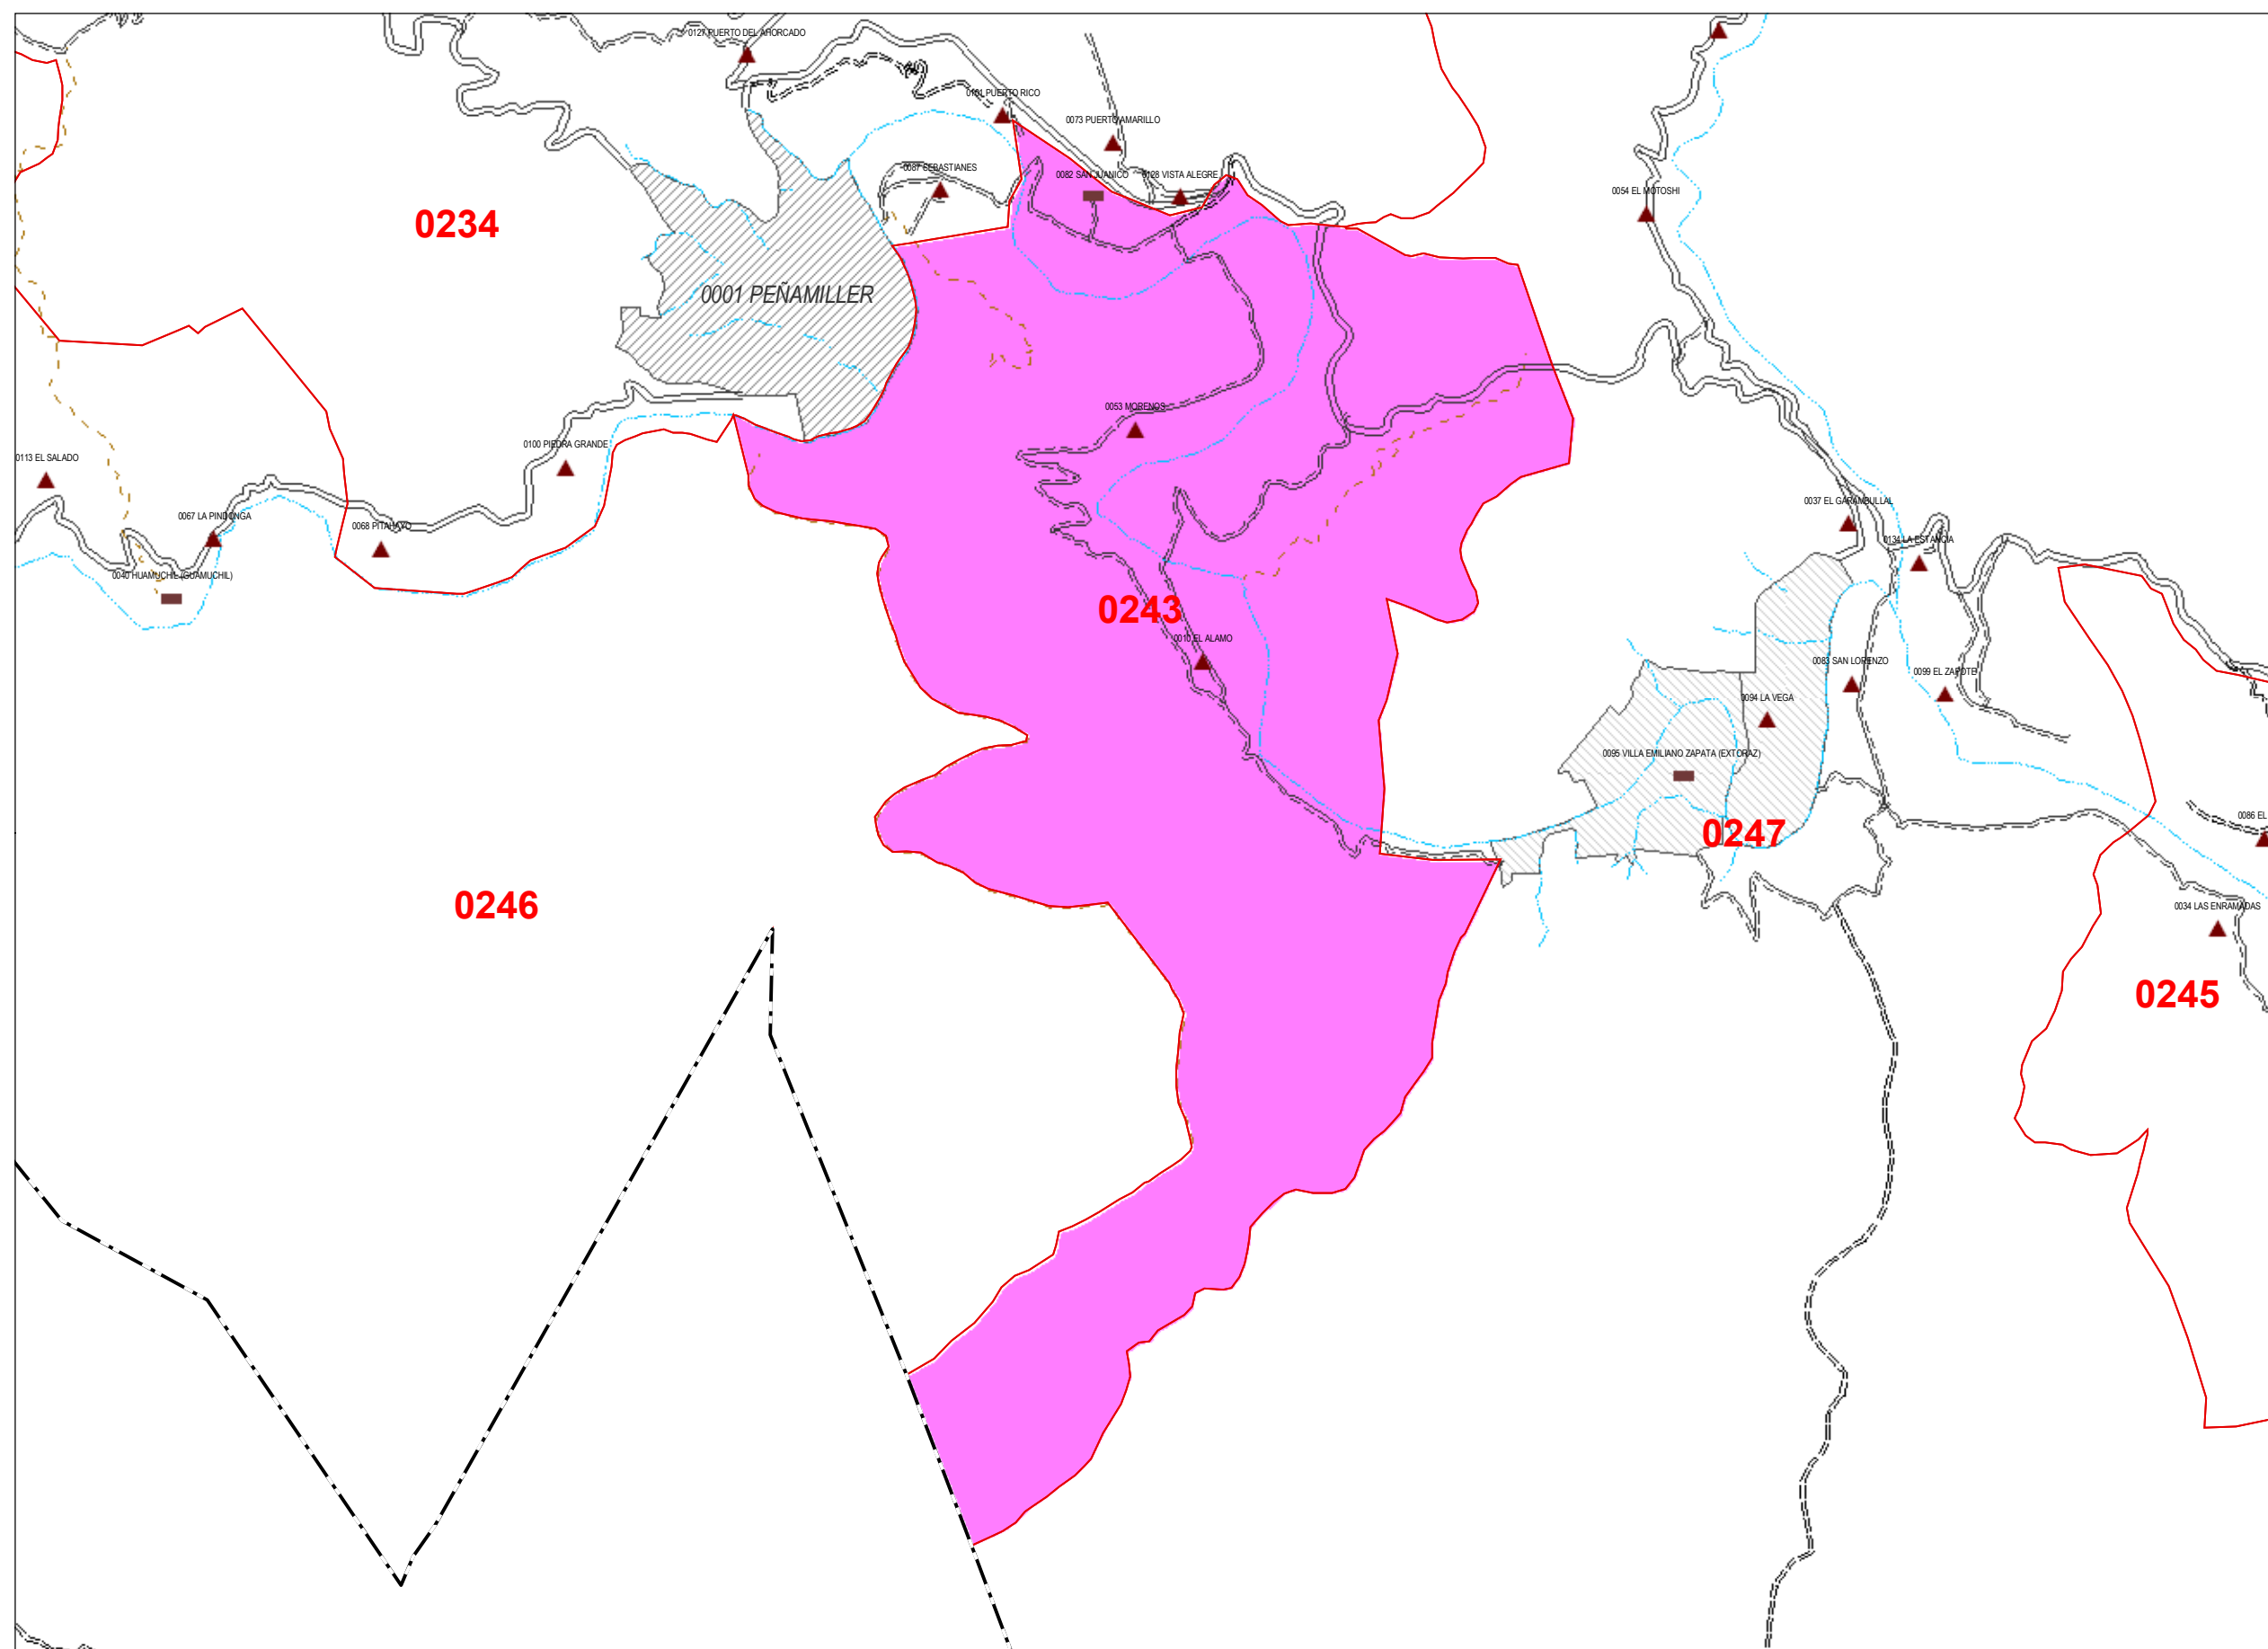 0127 PUERTO DEL AHORCADO
0101 PUERTO RICO
0073 PUERTO AMARILLO
0087 SEBASTIANES
0082 SAN JUANICO
0128 VISTA ALEGRE
0054 EL MOTOSHI
0234
0001 PEÑAMILLER
0053 MORENOS
0100 PIEDRA GRANDE
0113 EL SALADO
0067 LA PINDONGA
0068 PITAHAYO
0037 EL GARAMBULLAL
0134 LA ESTANCIA
0040 HUAMUCHIL (GUAMUCHIL)
0243
0010 EL ALAMO
0083 SAN LORENZO
0099 EL ZAPOTE
0094 LA VEGA
0095 VILLA EMILIANO ZAPATA (EXTORAZ)
0086 EL
0247
0246
0034 LAS ENRAMADAS
0245